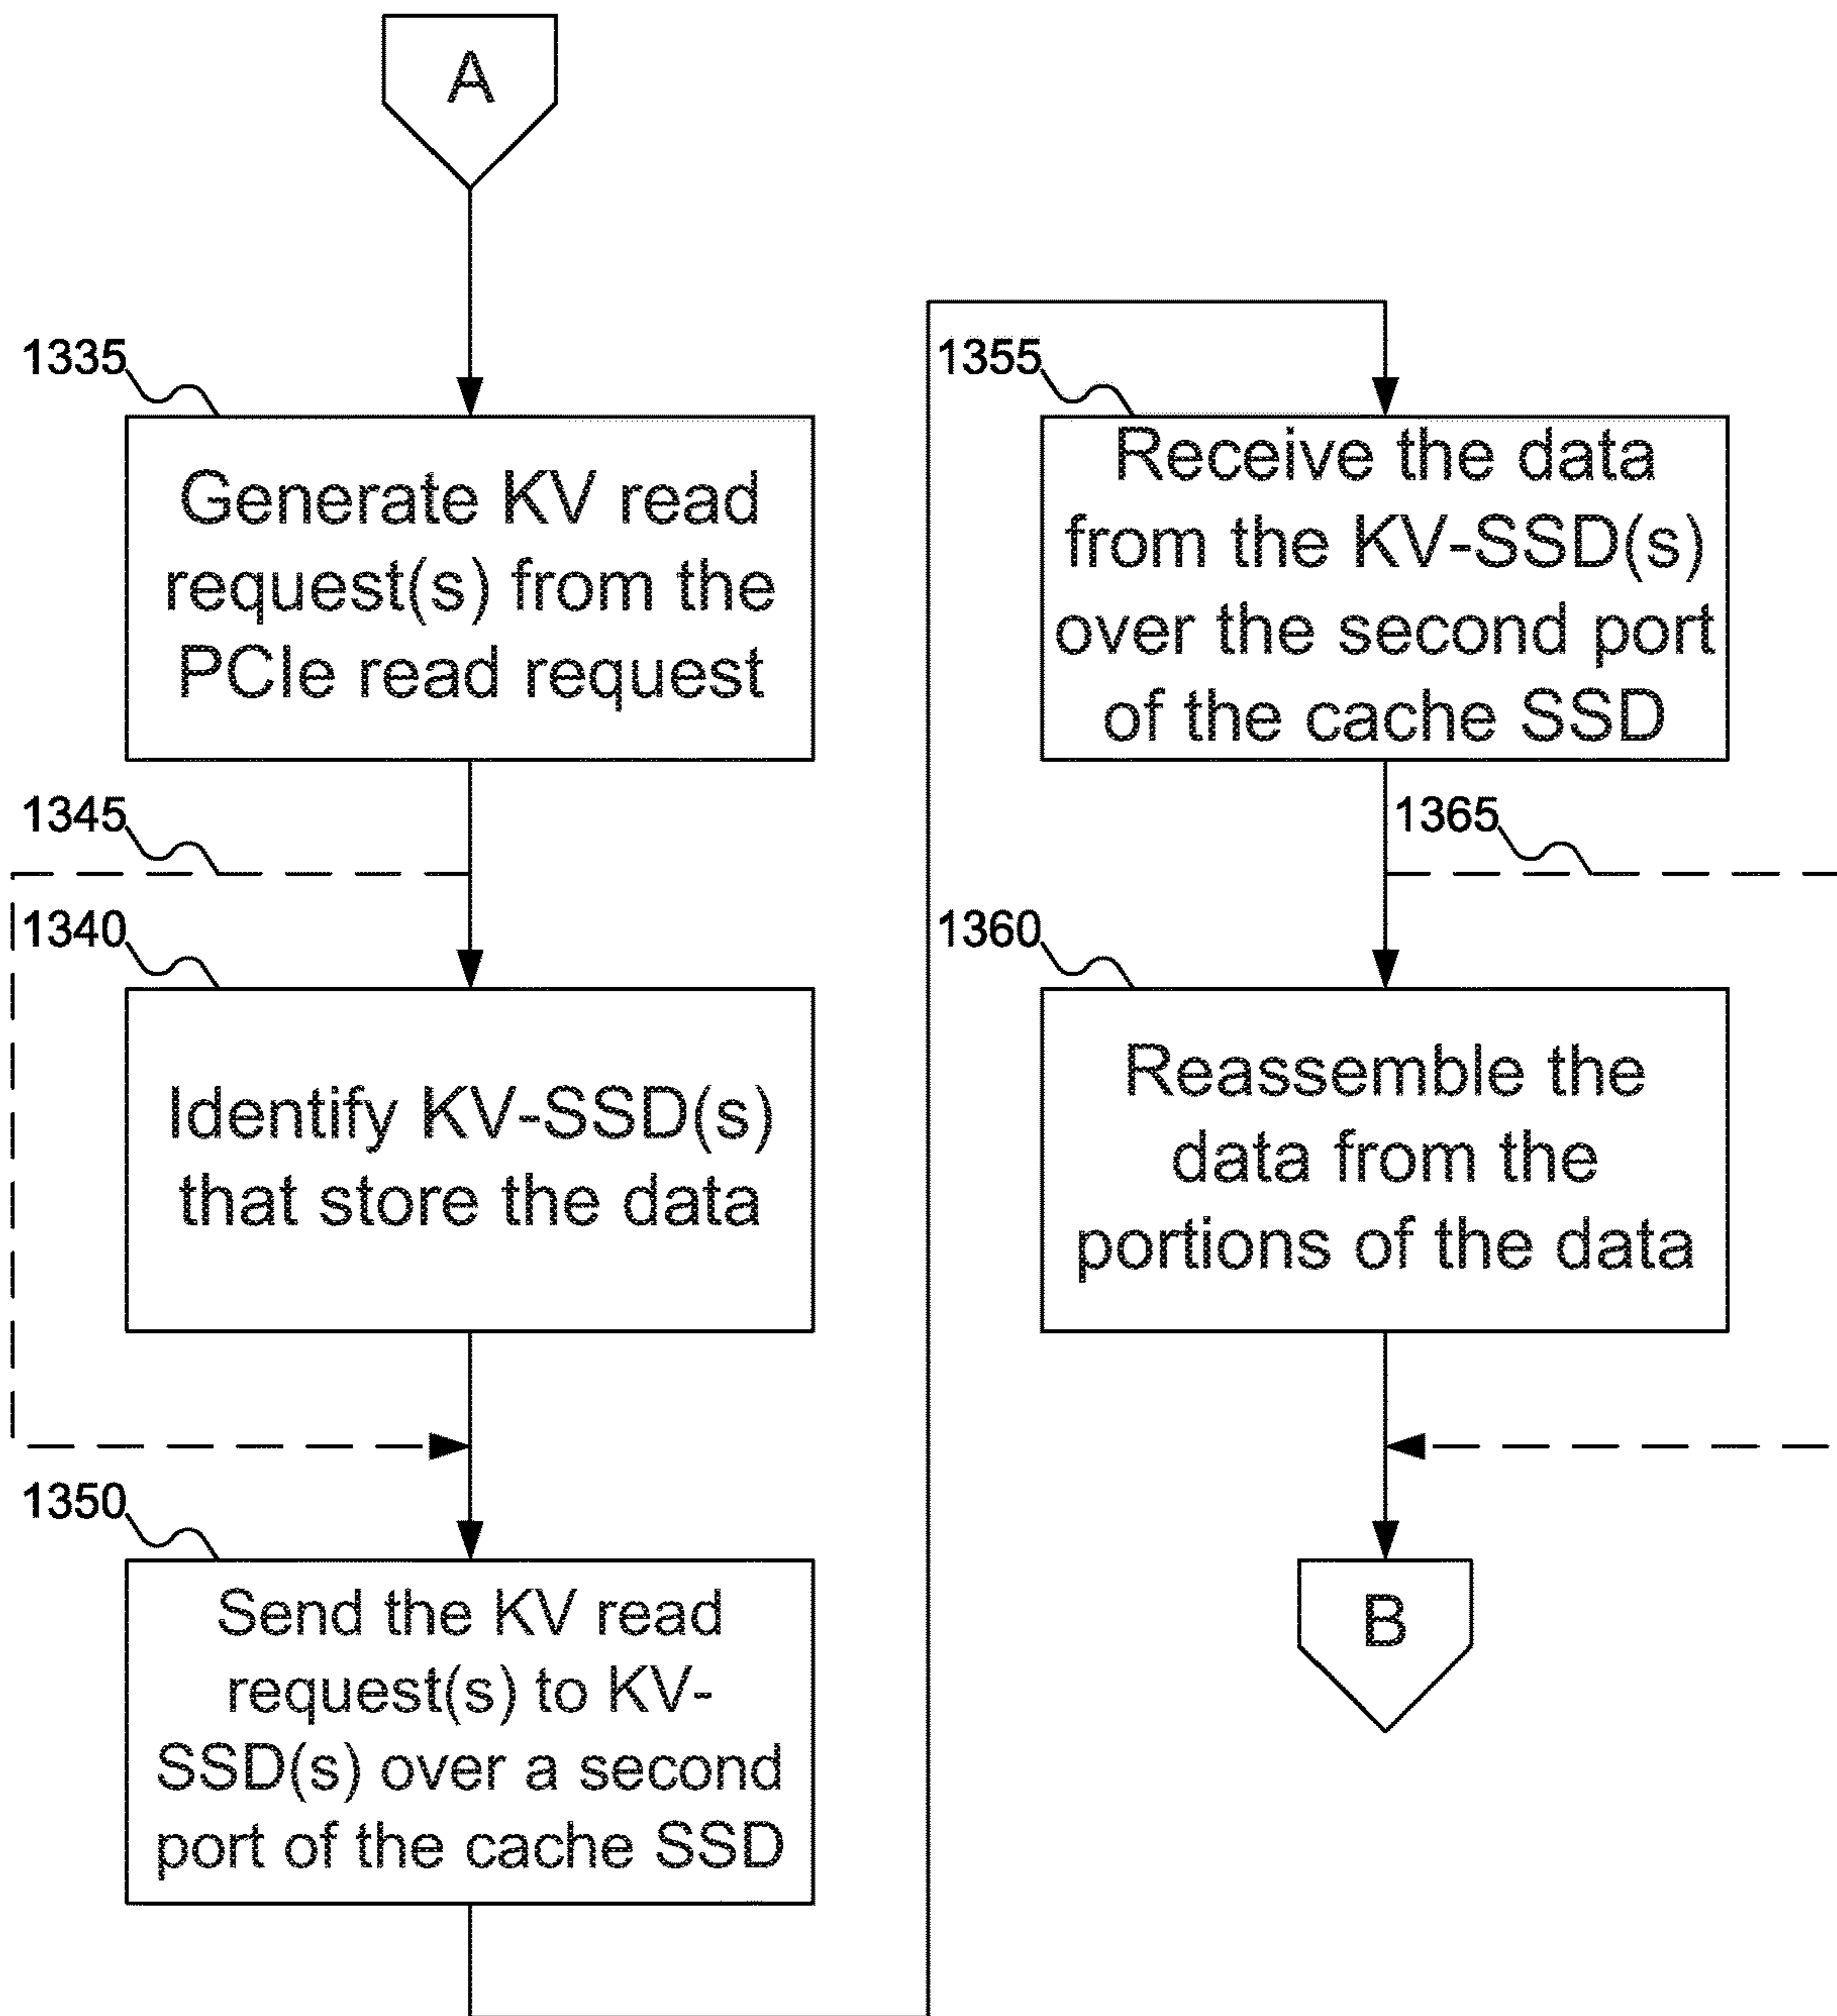 A
1335
Generate KV read
request(s) from the
PCIe read request
1345
1340
Identify KV-SSD(s)
that store the data
1350
Send the KV read
request(s) to KV-
SSD(s) over a second
port of the cache SSD
1355
Receive the data
from the KV-SSD(s)
over the second port
of the cache SSD
1365
1360
Reassemble the
data from the
portions of the data
B